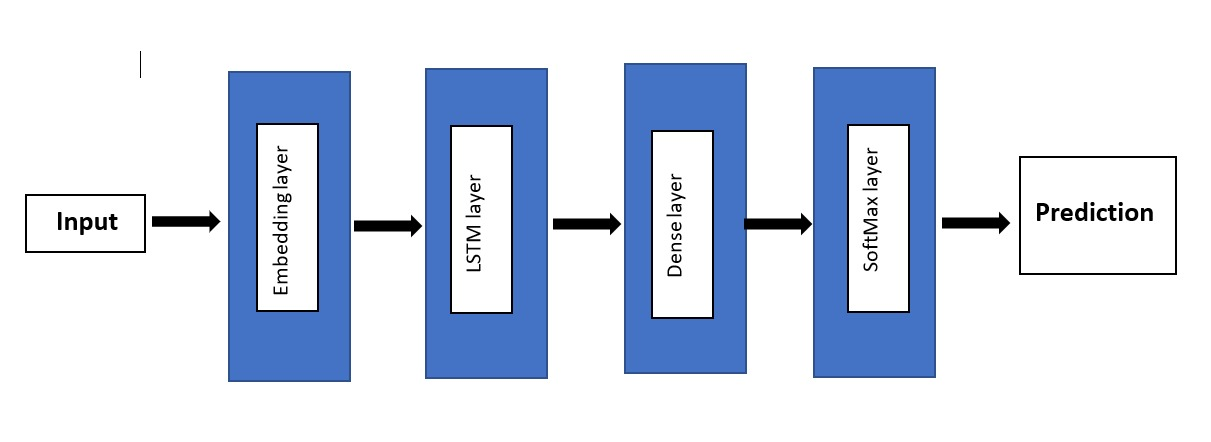 Input
Embedding layer
LSTM layer
Dense layer
SoftMax layer
Prediction